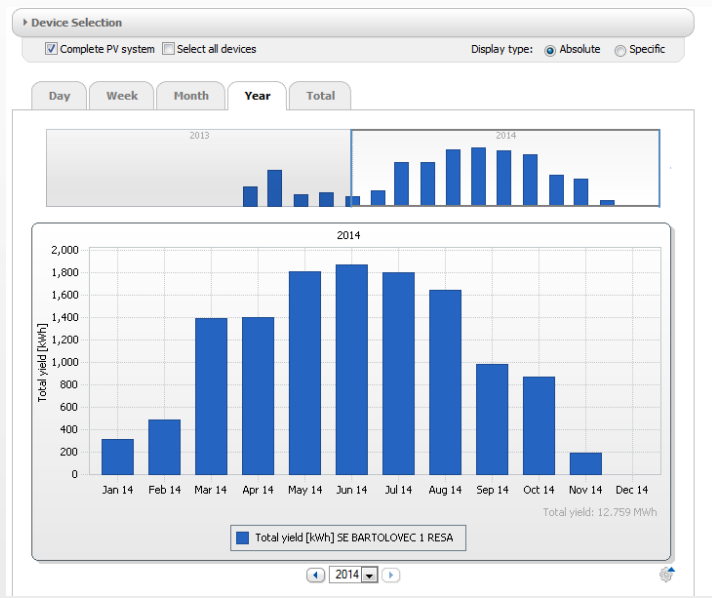 Device Selection
Complete PV system Select all devices Display type: Absolute Specific
Day Week Month Year Total
2013 2014
2014
2,000
1,800
1,600
1,400
1,200
1,000
800
600
400
200
0
Total yield [kWh]
Jan 14 Feb 14 Mar 14 Apr 14 May 14 Jun 14 Jul 14 Aug 14 Sep 14 Oct 14 Nov 14 Dec 14
Total yield: 12.759 MWh
Total yield [kWh] SE BARTOLOVEC 1 RESA
2014